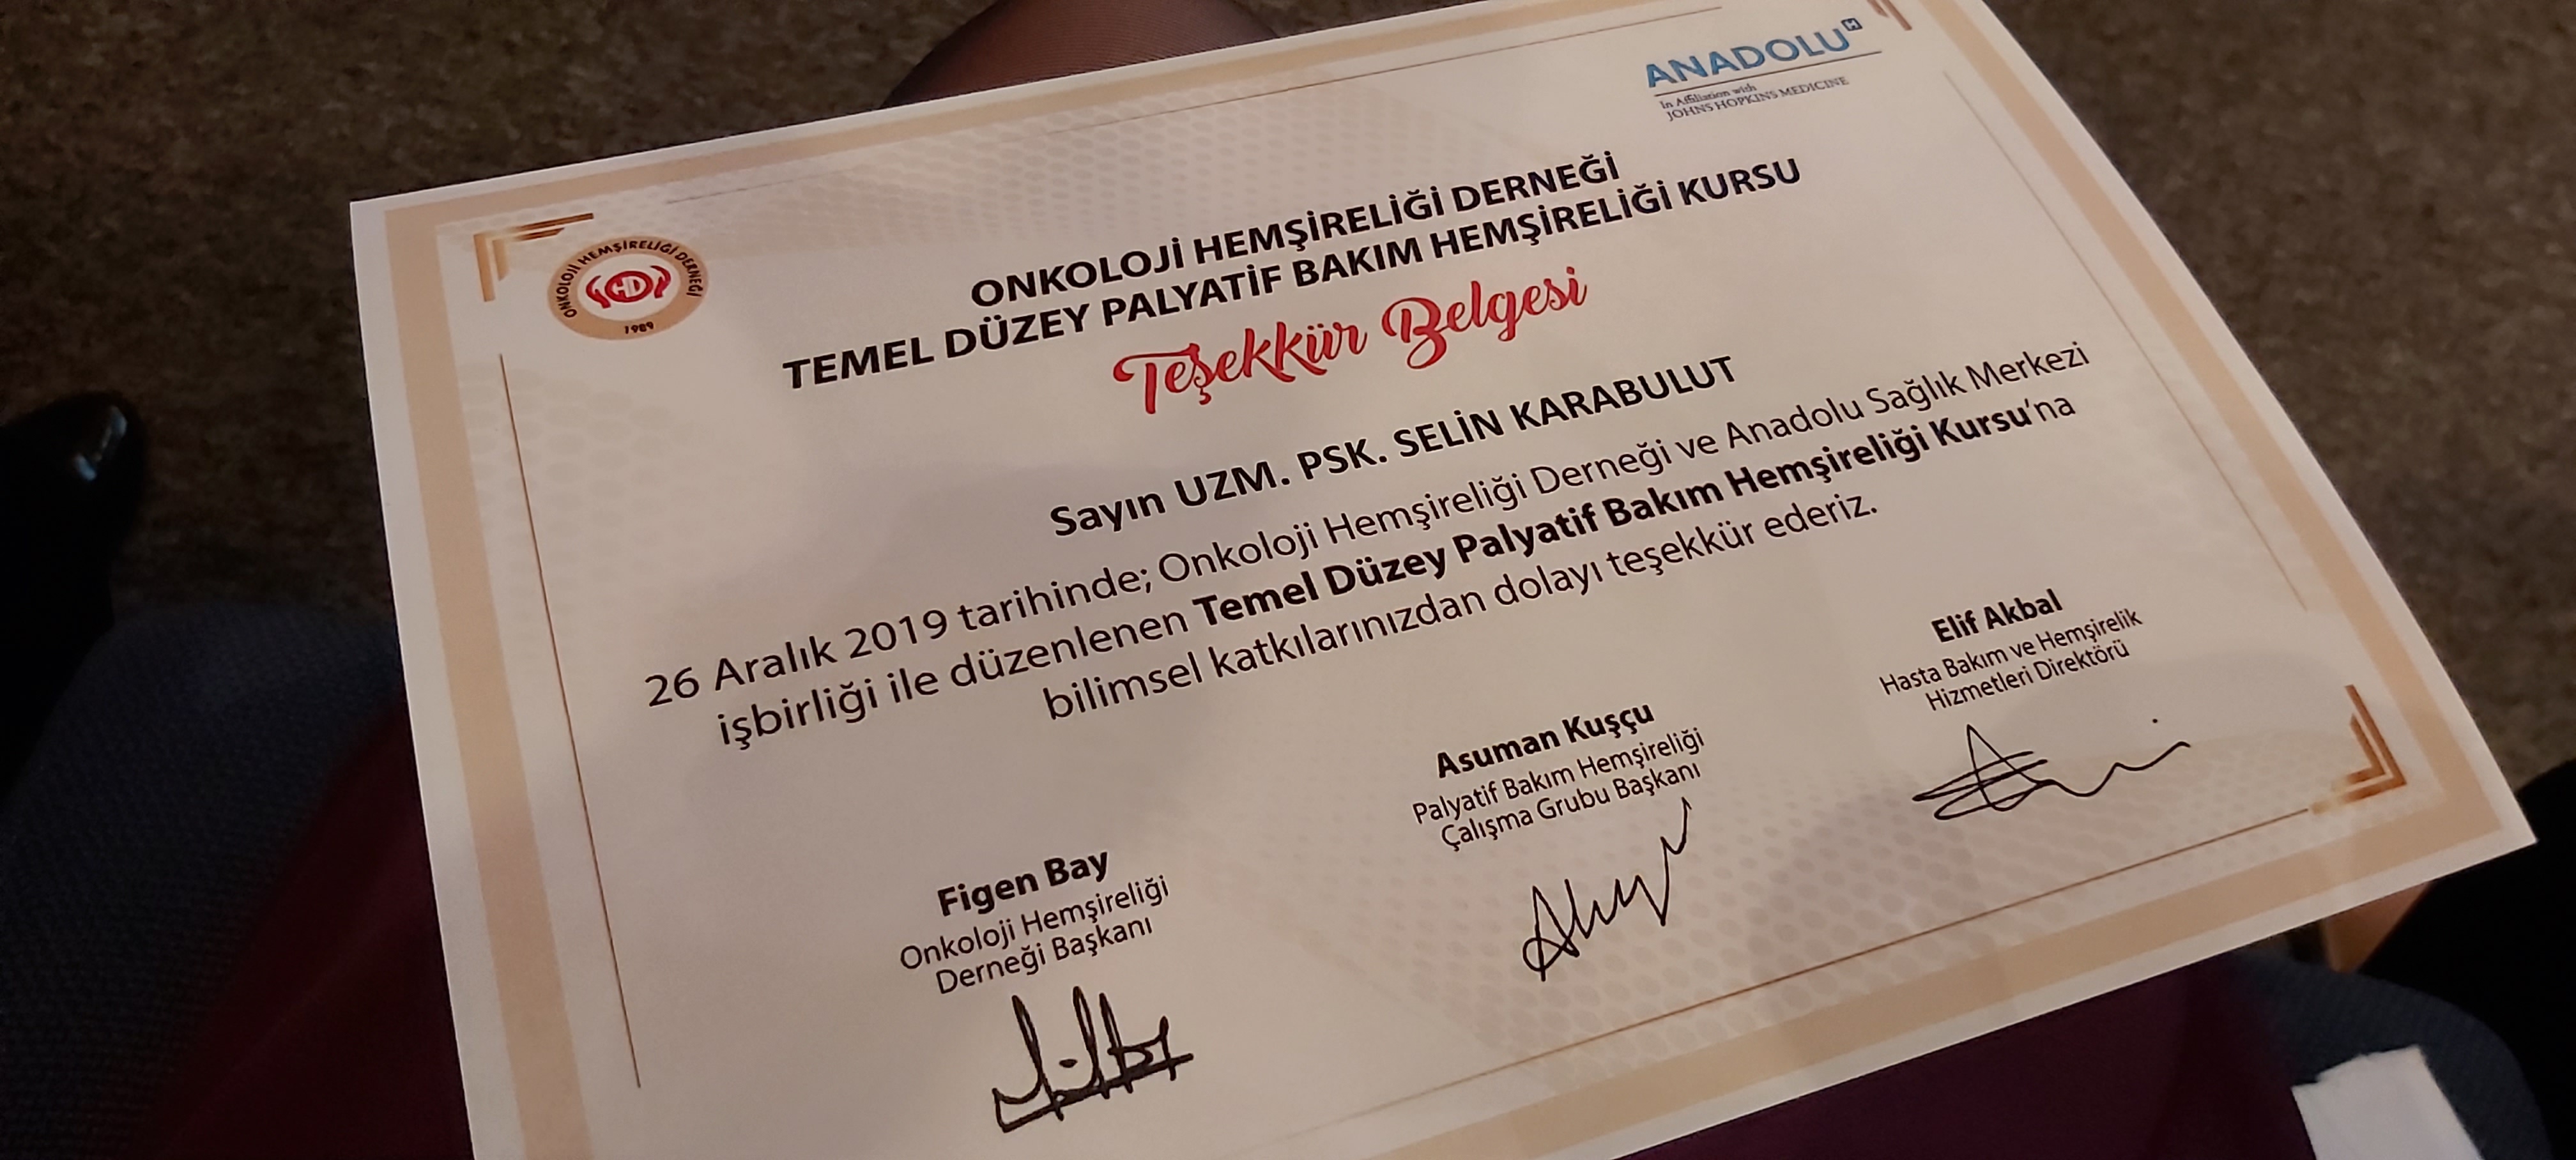 ANADOLU
In Affiliation with
JOHNS HOPKINS MEDICINE
ONKOLOJİ HEMŞİRELİĞİ DERNEĞİ
1989
ONKOLOJİ HEMŞİRELİĞİ DERNEĞİ
TEMEL DÜZEY PALYATİF BAKIM HEMŞİRELİĞİ KURSU
Teşekkür Belgesi
Sayın UZM. PSK. SELİN KARABULUT
26 Aralık 2019 tarihinde; Onkoloji Hemşireliği Derneği ve Anadolu Sağlık Merkezi
işbirliği ile düzenlenen Temel Düzey Palyatif Bakım Hemşireliği Kursu'na
bilimsel katkılarınızdan dolayı teşekkür ederiz.
Figen Bay
Onkoloji Hemşireliği
Derneği Başkanı
Asuman Kuşçu
Palyatif Bakım Hemşireliği
Çalışma Grubu Başkanı
Elif Akbal
Hasta Bakım ve Hemşirelik
Hizmetleri Direktörü